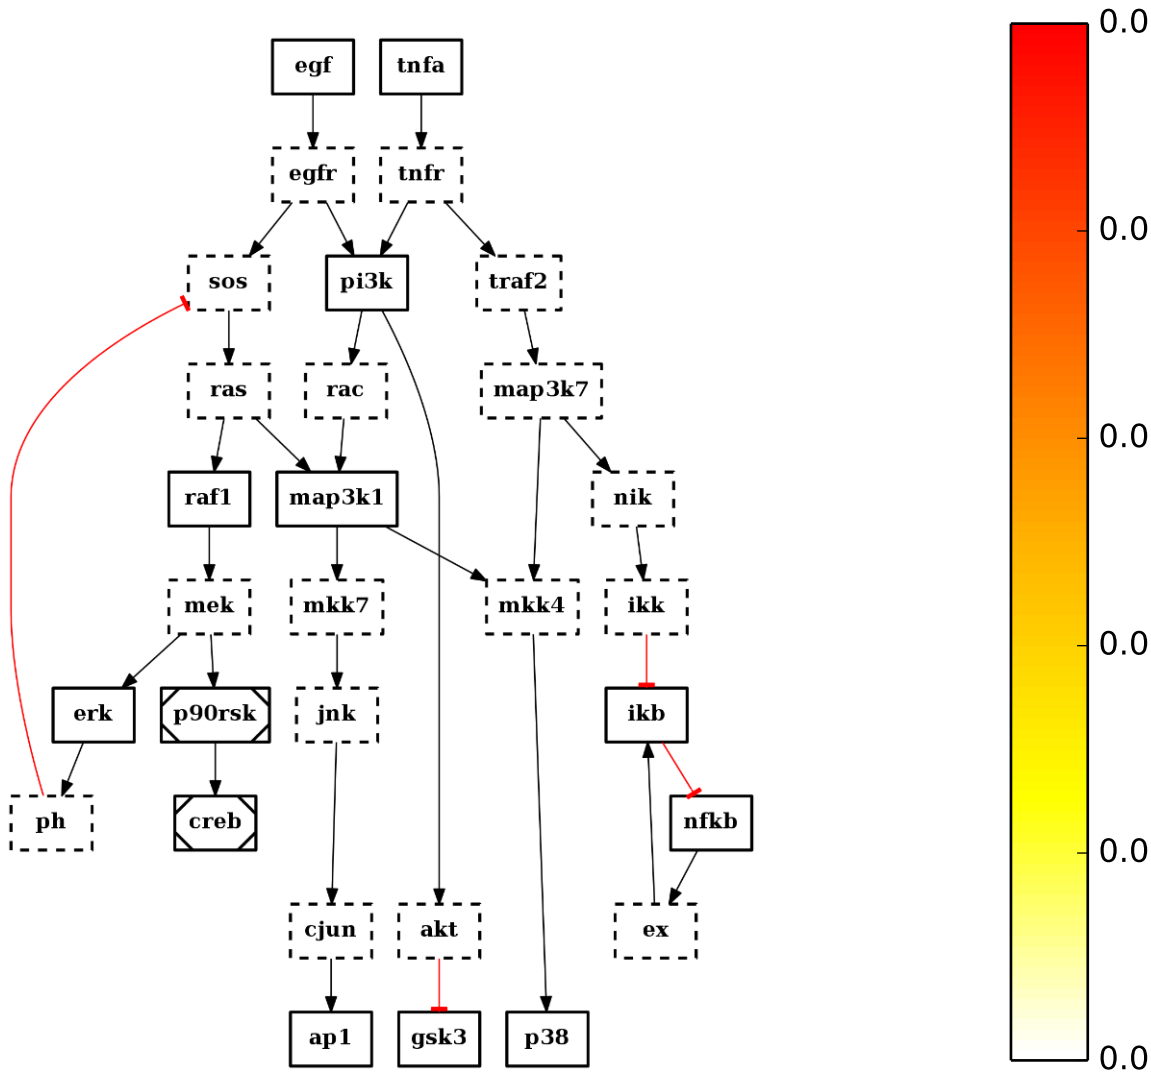 egf
tnfa
egfr
tnfr
sos
pi3k
traf2
ras
rac
map3k7
raf1
map3k1
nik
mek
mkk7
mkk4
ikk
erk
p90rsk
jnk
ikb
ph
creb
nfkb
cjun
akt
ex
ap1
gsk3
p38
0.0
0.0
0.0
0.0
0.0
0.0